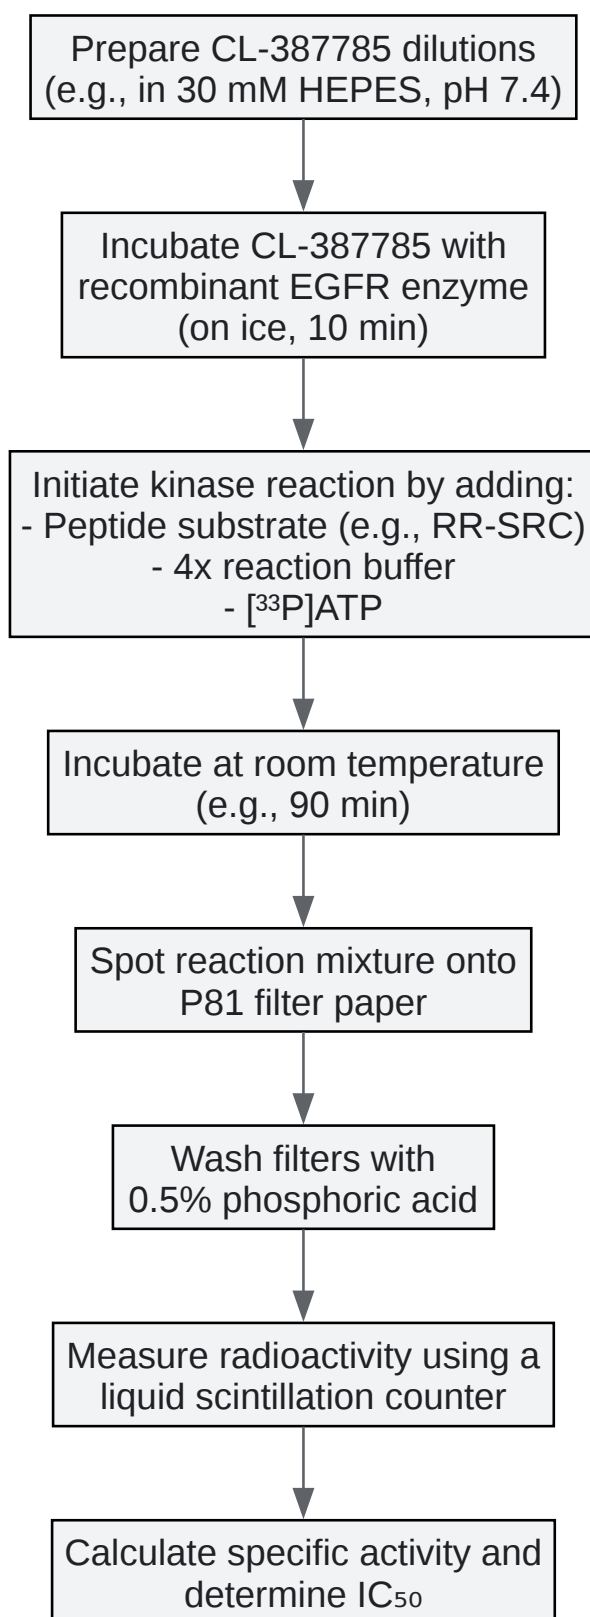 Prepare CL-387785 dilutions
(e.g., in 30 mM HEPES, pH 7.4)
Incubate CL-387785 with
recombinant EGFR enzyme
(on ice, 10 min)
Initiate kinase reaction by adding:
- Peptide substrate (e.g., RR-SRC)
- 4x reaction buffer
- [³³P]ATP
Incubate at room temperature
(e.g., 90 min)
Spot reaction mixture onto
P81 filter paper
Wash filters with
0.5% phosphoric acid
Measure radioactivity using a
liquid scintillation counter
Calculate specific activity and
determine IC₅₀